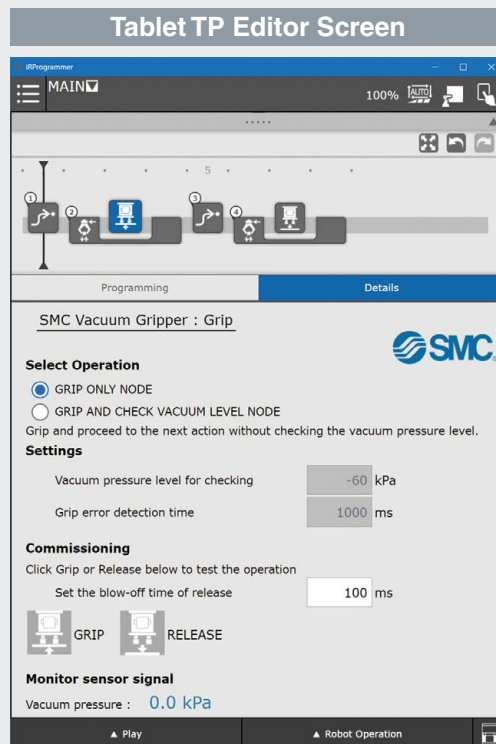 Tablet TP Editor Screen
iRProgrammer
MAIN
100% AUTO
5
1
2
3
4
Programming Details
SMC Vacuum Gripper : Grip
SMC
Select Operation
GRIP ONLY NODE
GRIP AND CHECK VACUUM LEVEL NODE
Grip and proceed to the next action without checking the vacuum pressure level.
Settings
Vacuum pressure level for checking -60 kPa
Grip error detection time 1000 ms
Commissioning
Click Grip or Release below to test the operation
Set the blow-off time of release 100 ms
GRIP RELEASE
Monitor sensor signal
Vacuum pressure : 0.0 kPa
▲ Play ▲ Robot Operation